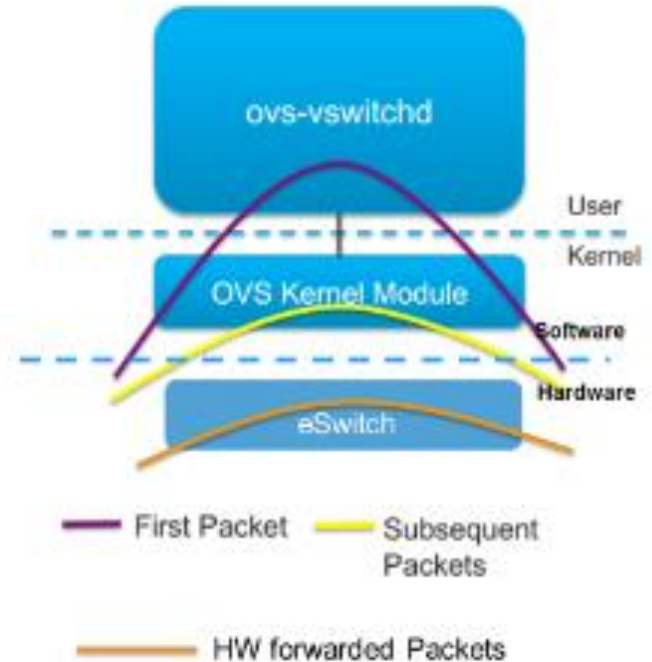 ovs-vswitchd
User
Kernel
OVS Kernel Module
Software
Hardware
eSwitch
First Packet
Subsequent
Packets
HW forwarded Packets